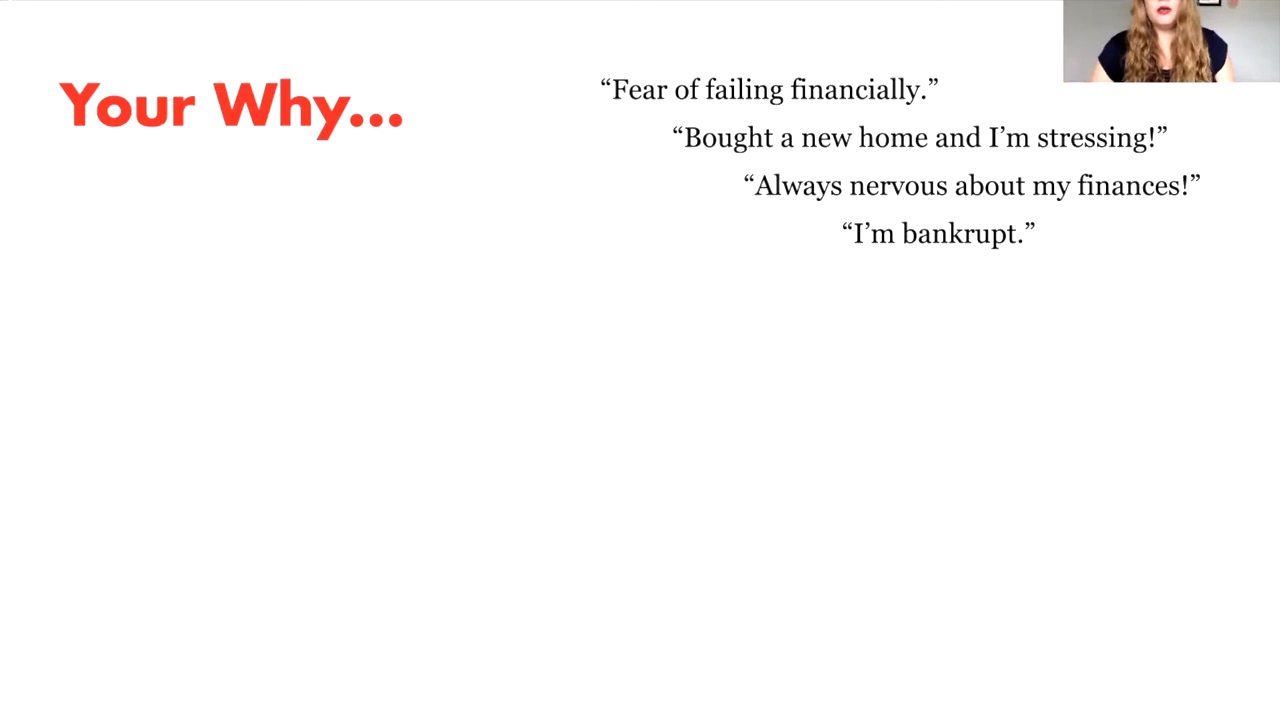 Your Why...
“Fear of failing financially.”
“Bought a new home and I’m stressing!”
“Always nervous about my finances!”
“I’m bankrupt.”